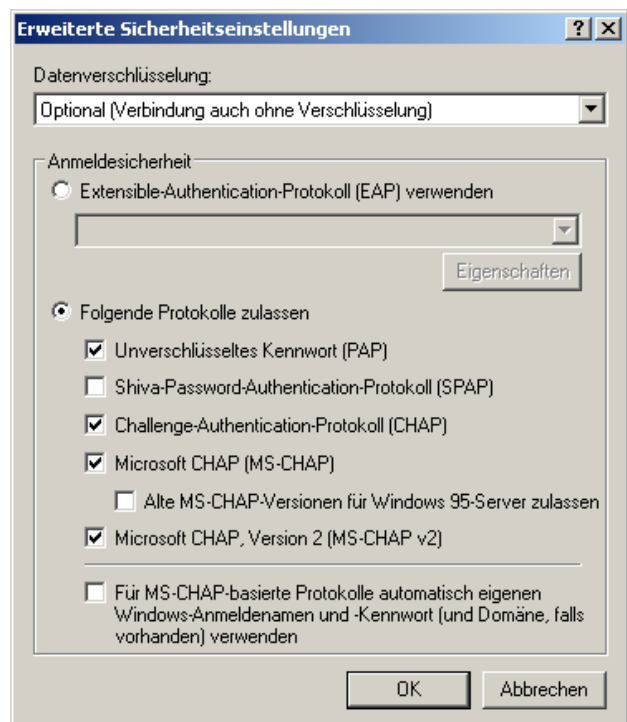 Erweiterte Sicherheitseinstellungen
Datenverschlüsselung:
Optional (Verbindung auch ohne Verschlüsselung)
Anmeldesicherheit
Extensible-Authentication-Protokoll (EAP) verwenden
Eigenschaften
Folgende Protokolle zulassen
Unverschlüsseltes Kennwort (PAP)
Shiva-Password-Authentication-Protokoll (SPAP)
Challenge-Authentication-Protokoll (CHAP)
Microsoft CHAP (MS-CHAP)
Alte MS-CHAP-Versionen für Windows 95-Server zulassen
Microsoft CHAP, Version 2 (MS-CHAP v2)
Für MS-CHAP-basierte Protokolle automatisch eigenen
Windows-Anmeldenamen und -Kennwort (und Domäne, falls
vorhanden) verwenden
OK Abbrechen